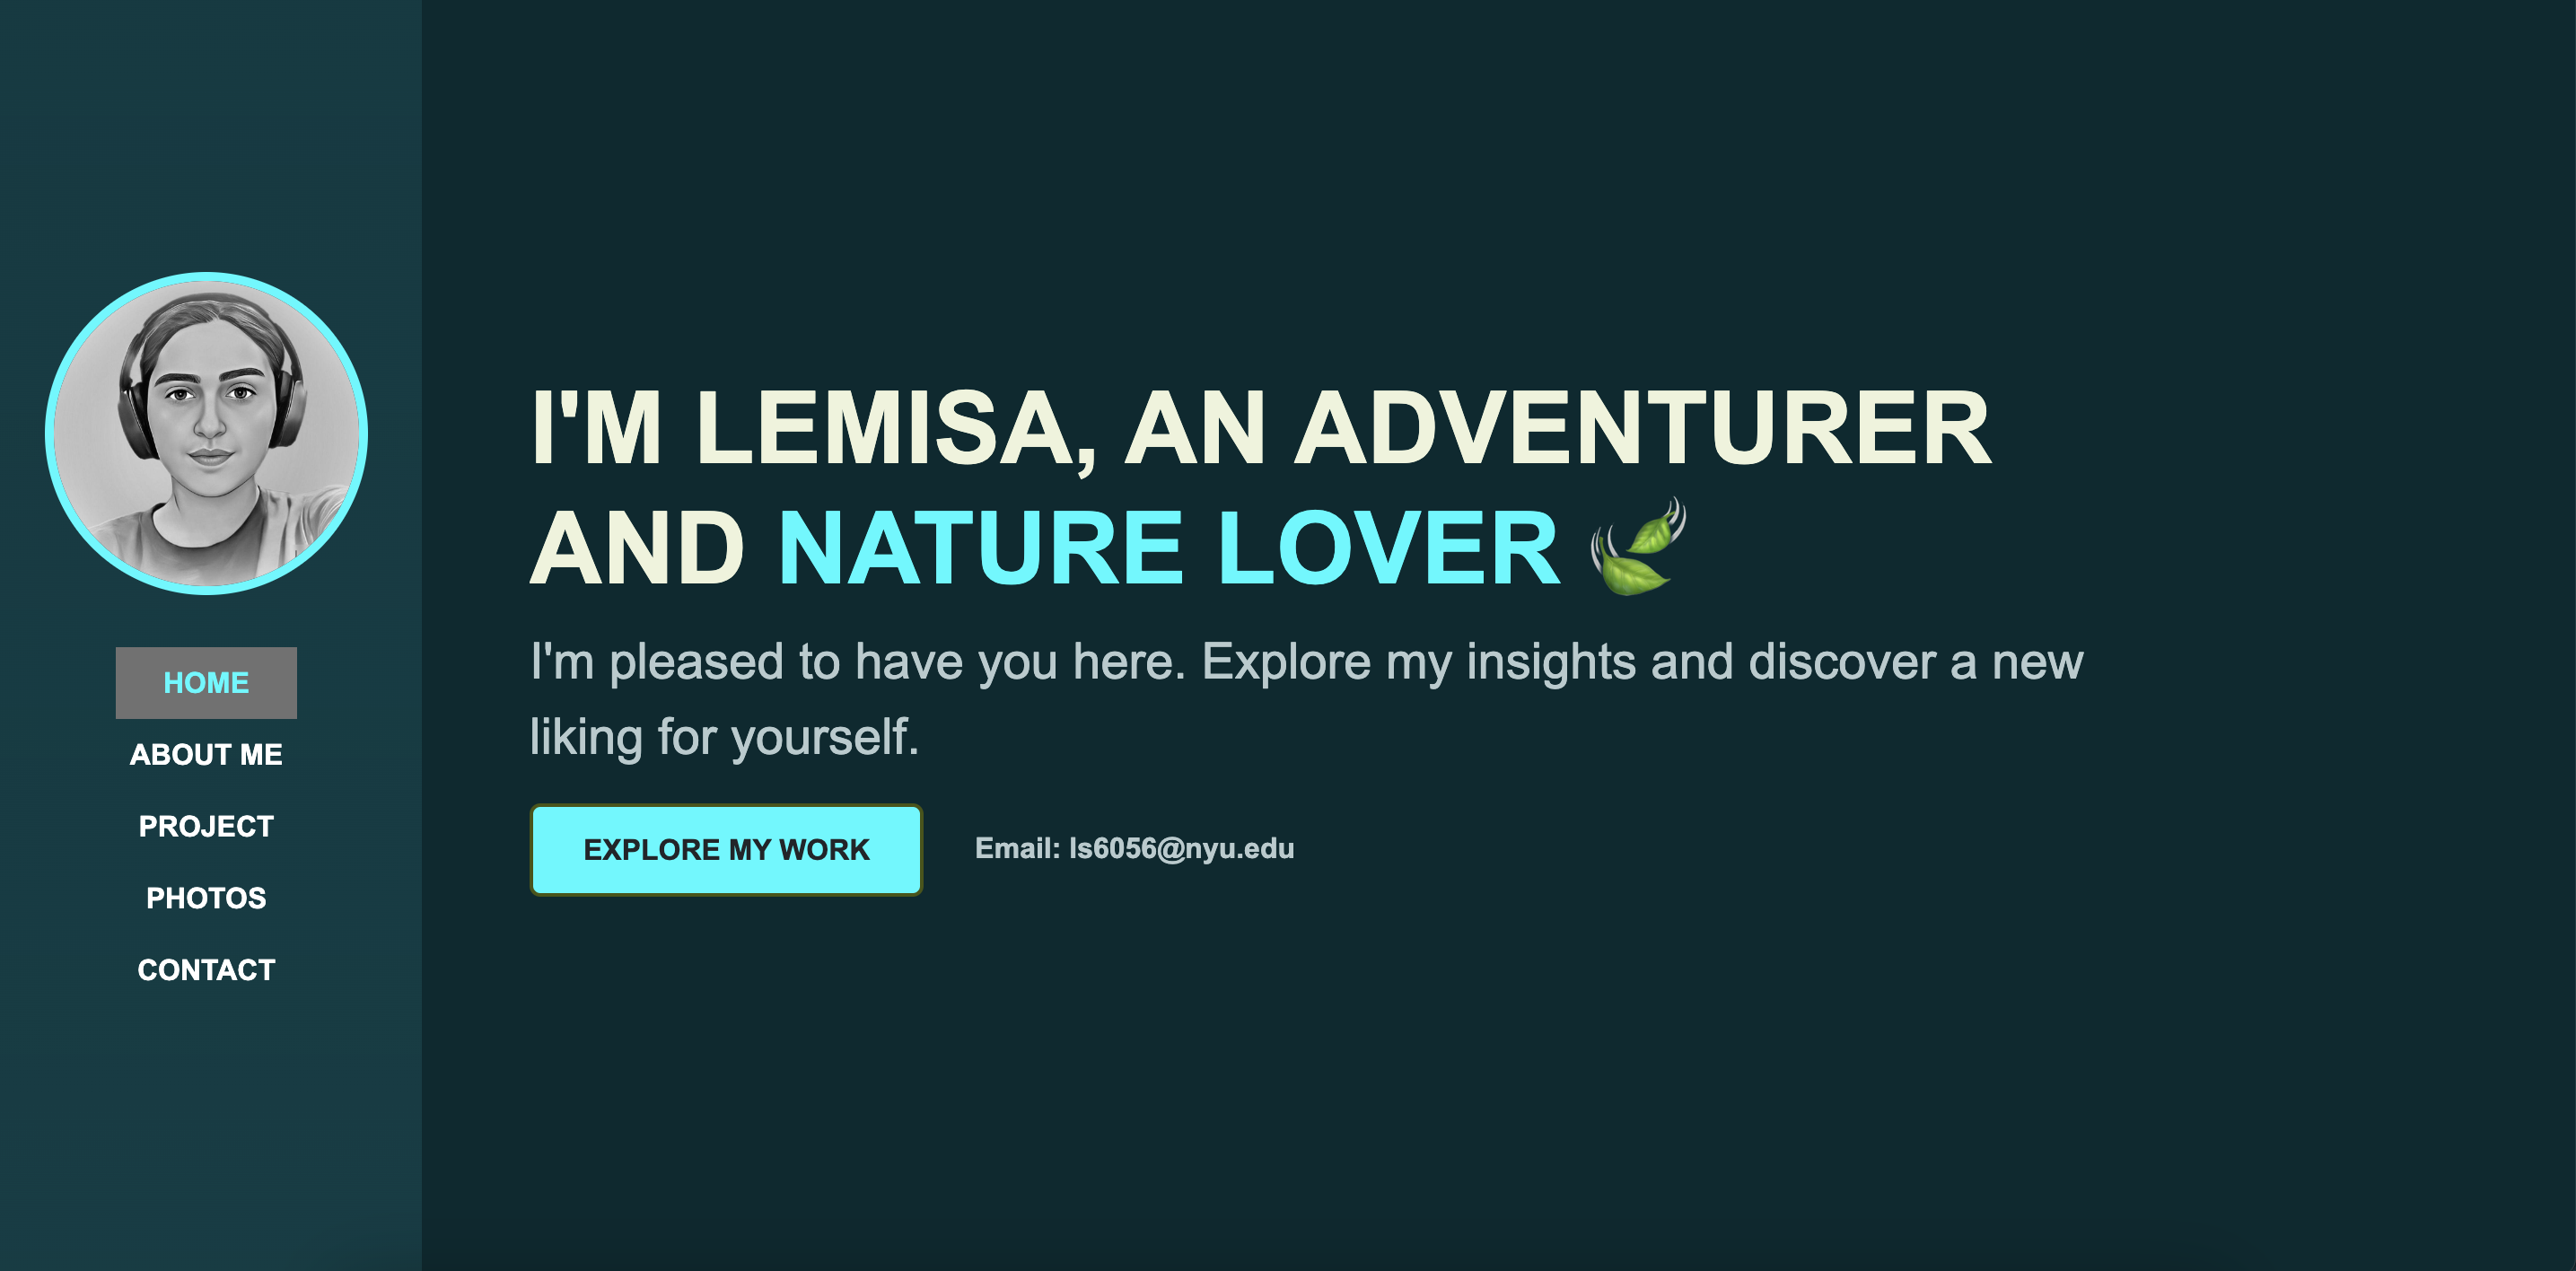 HOME
ABOUT ME
PROJECT
PHOTOS
CONTACT
I'M LEMISA, AN ADVENTURER
AND NATURE LOVER 🍃
I'm pleased to have you here. Explore my insights and discover a new
liking for yourself.
EXPLORE MY WORK
Email: ls6056@nyu.edu